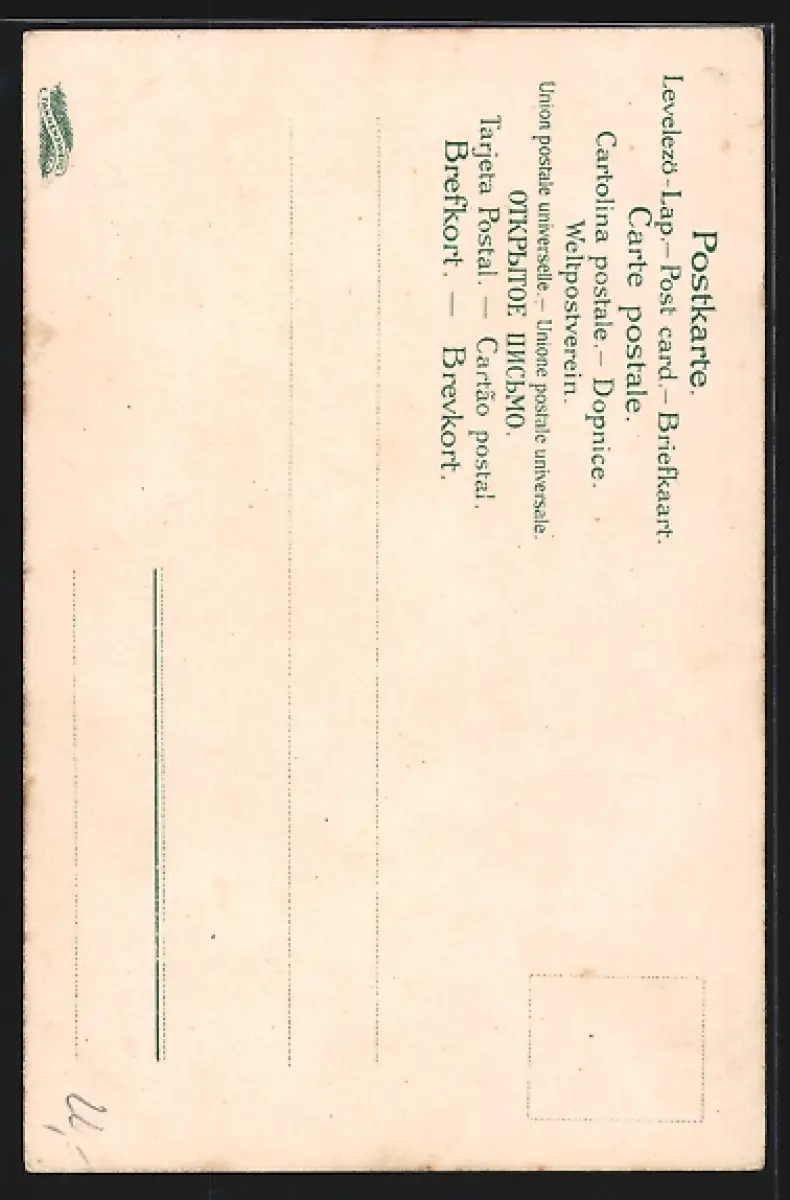 Postkarte.
Levelező-Lap.— Post card.— Briefkaart.
Carte postale.
Cartolina postale.— Dopnice.
Weltpostverein.
Union postale universelle.— Unione postale universale.
ОТКРЫТОЕ ПИСЬМО.
Tarjeta Postal. — Cartão postal.
Brefkort. — Brevkort.